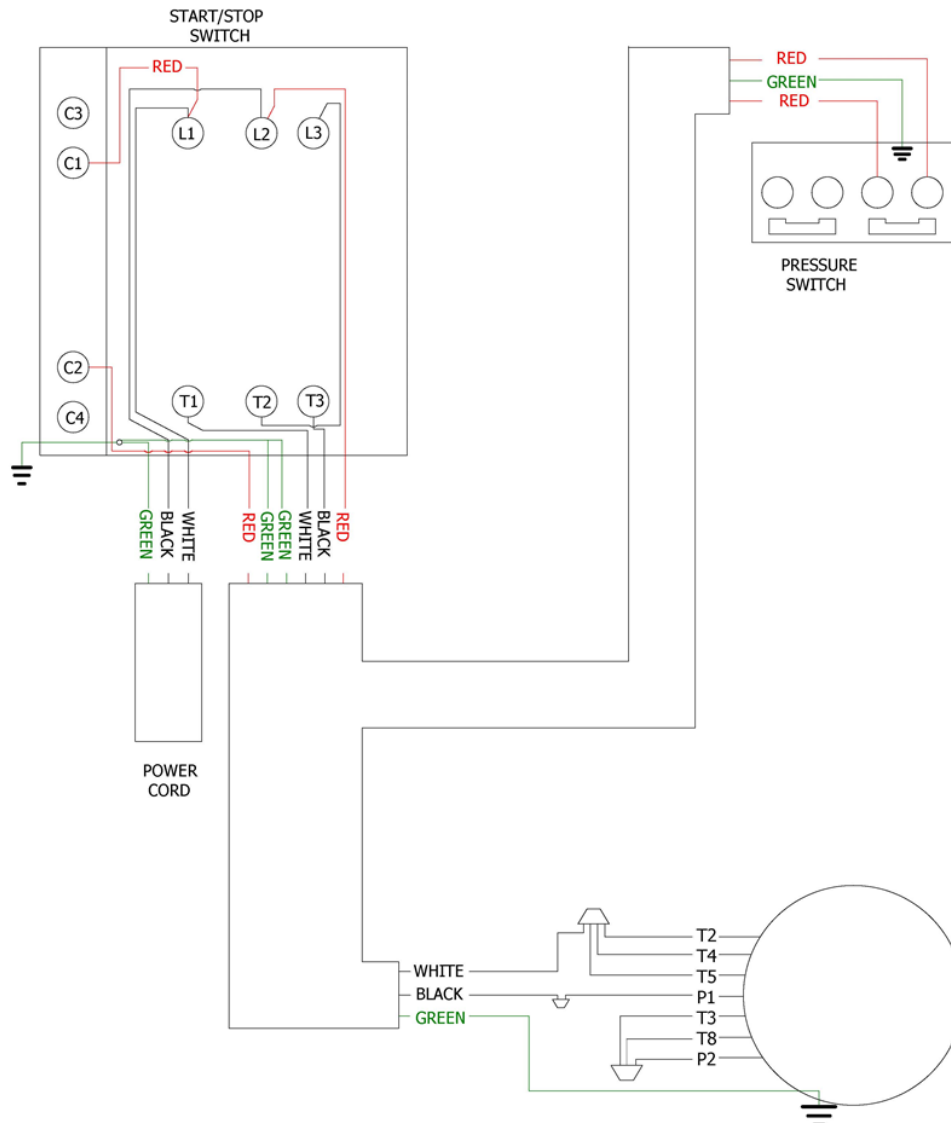 START/STOP
SWITCH
RED
C3
C1
L1
L2
L3
C2
C4
T1
T2
T3
GREEN
BLACK
WHITE
RED
GREEN
GREEN
WHITE
BLACK
RED
POWER
CORD
RED
GREEN
RED
PRESSURE
SWITCH
WHITE
BLACK
GREEN
T2
T4
T5
P1
T3
T8
P2